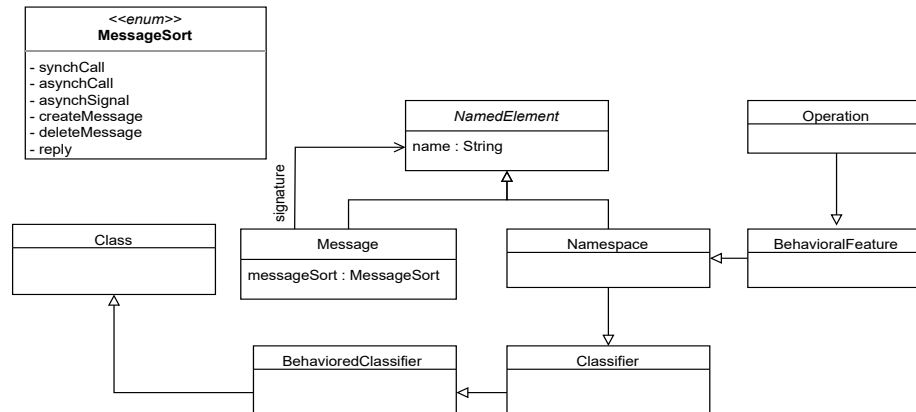 <<enum>>
MessageSort
- synchCall
- asynchCall
- asynchSignal
- createMessage
- deleteMessage
- reply
NamedElement
name : String
Operation
signature
Class
Message
messageSort : MessageSort
Namespace
BehavioralFeature
BehavioredClassifier
Classifier